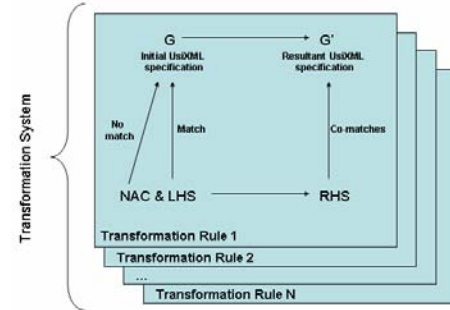 Transformation System
G
Initial UsiXML
specification
G'
Resultant UsiXML
specification
No
match
Match
Co-matches
NAC & LHS
RHS
Transformation Rule 1
Transformation Rule 2
...
Transformation Rule N